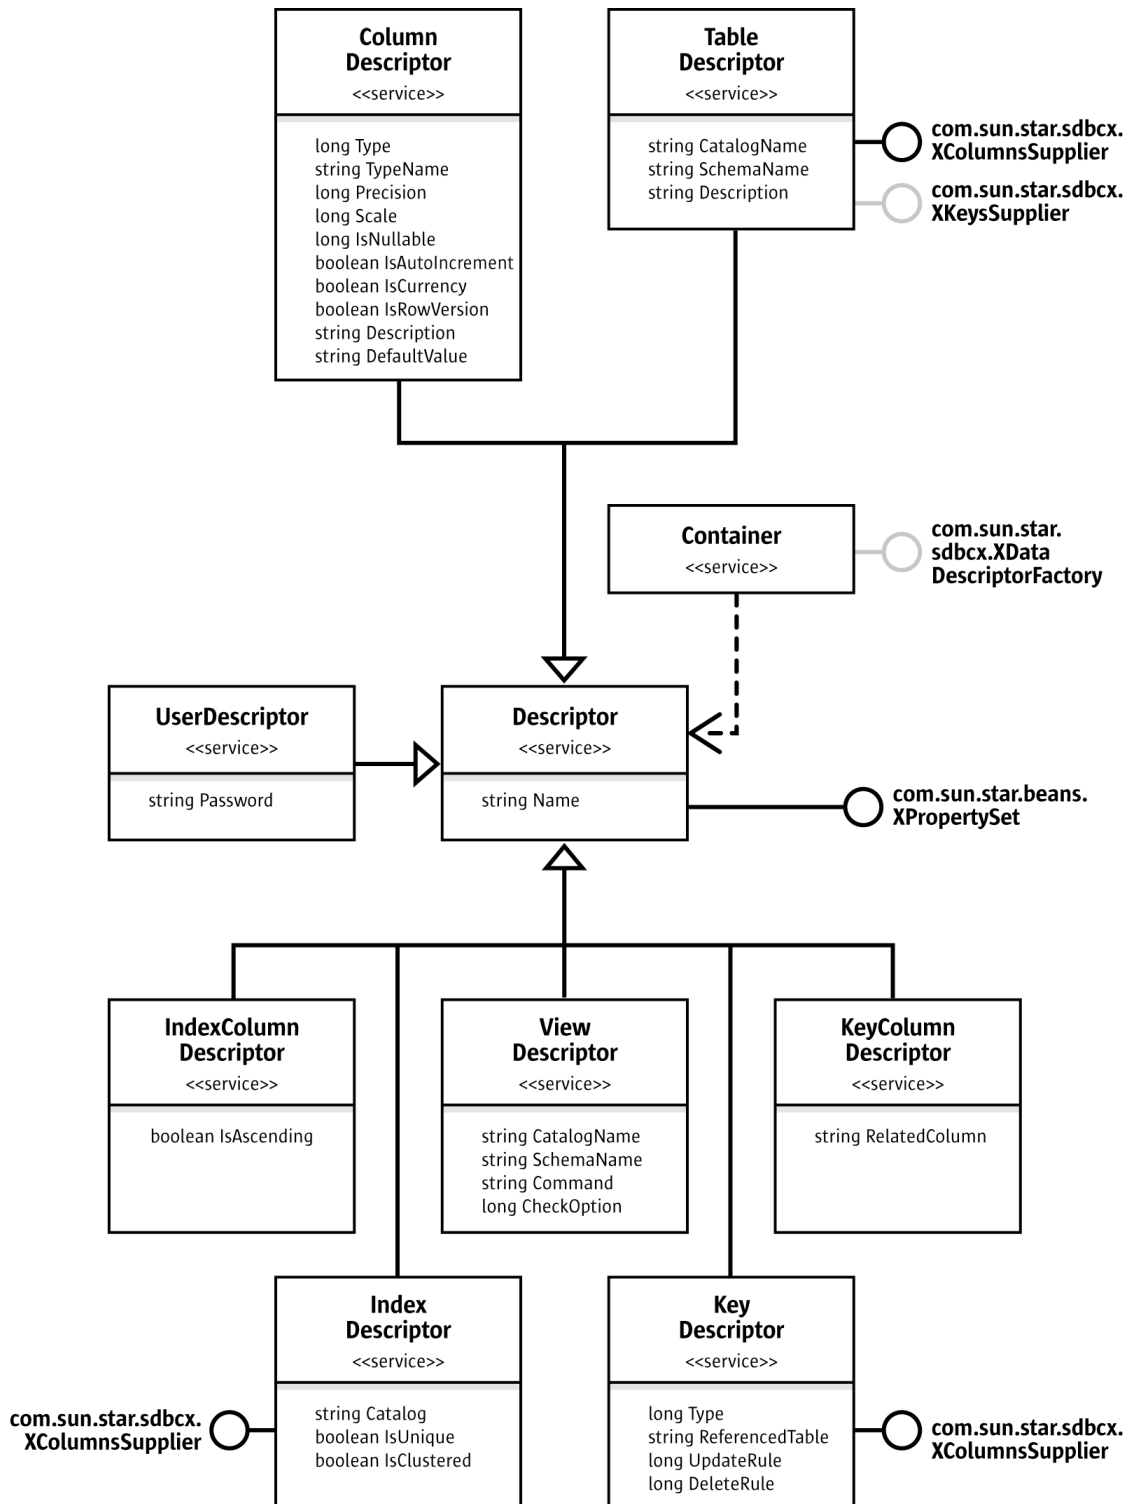 Column
Descriptor
<<service>>
long Type
string TypeName
long Precision
long Scale
long IsNullable
boolean IsAutoIncrement
boolean IsCurrency
boolean IsRowVersion
string Description
string DefaultValue
Table
Descriptor
<<service>>
string CatalogName
string SchemaName
string Description
com.sun.star.sdbcx.
XColumnsSupplier
com.sun.star.sdbcx.
XKeysSupplier
Container
<<service>>
com.sun.star.
sdbcx.XData
DescriptorFactory
UserDescriptor
<<service>>
string Password
Descriptor
<<service>>
string Name
com.sun.star.beans.
XPropertySet
IndexColumn
Descriptor
<<service>>
boolean IsAscending
View
Descriptor
<<service>>
string CatalogName
string SchemaName
string Command
long CheckOption
KeyColumn
Descriptor
<<service>>
string RelatedColumn
com.sun.star.sdbcx.
XColumnsSupplier
Index
Descriptor
<<service>>
string Catalog
boolean IsUnique
boolean IsClustered
Key
Descriptor
<<service>>
long Type
string ReferencedTable
long UpdateRule
long DeleteRule
com.sun.star.sdbcx.
XColumnsSupplier